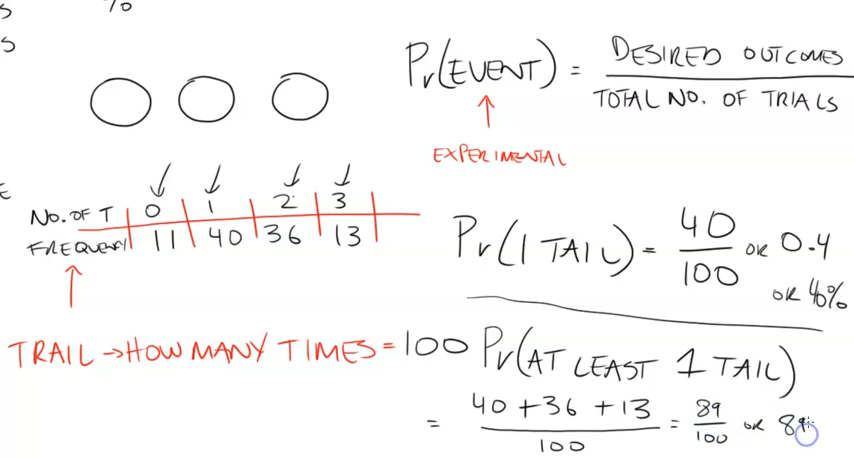 S
%
S
Pr(EVENT) = DESIRED OUTCOMES
TOTAL NO. OF TRIALS
EXPERIMENTAL
E
NO. OF T 0 1 2 3
FREQUENCY 11 40 36 13
Pr(1 TAIL) = 40/100 OR 0.4
OR 40%
TRAIL → HOW MANY TIMES = 100
Pr(AT LEAST 1 TAIL)
= 40 + 36 + 13 = 89 OR 89
100 100